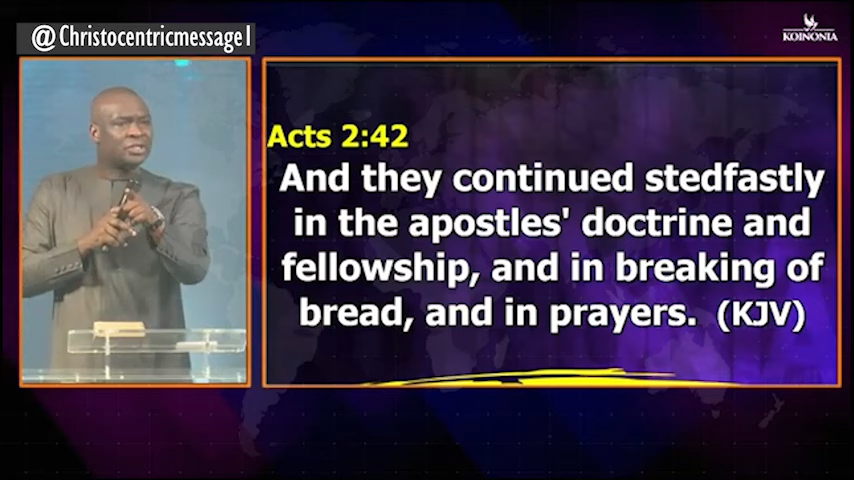 @Christocentricmessage1
KOINONIA
Acts 2:42
And they continued stedfastly
in the apostles' doctrine and
fellowship, and in breaking of
bread, and in prayers. (KJV)